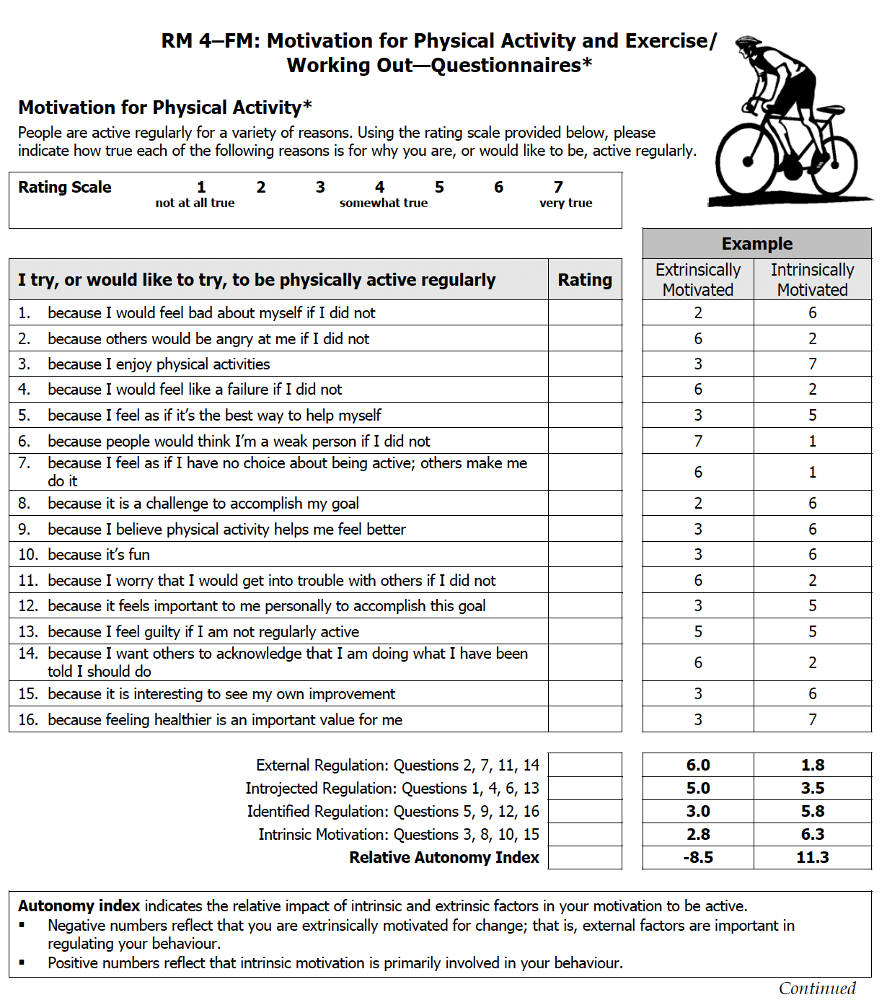 RM 4–FM: Motivation for Physical Activity and Exercise/
Working Out—Questionnaires*
Motivation for Physical Activity*
People are active regularly for a variety of reasons. Using the rating scale provided below, please
indicate how true each of the following reasons is for why you are, or would like to be, active regularly.
Rating Scale 1 2 3 4 5 6 7
not at all true somewhat true very true
Example
I try, or would like to try, to be physically active regularly Rating Extrinsically Motivated Intrinsically Motivated
1. because I would feel bad about myself if I did not 2 6
2. because others would be angry at me if I did not 6 2
3. because I enjoy physical activities 3 7
4. because I would feel like a failure if I did not 6 2
5. because I feel as if it’s the best way to help myself 3 5
6. because people would think I’m a weak person if I did not 7 1
7. because I feel as if I have no choice about being active; others make me
do it 6 1
8. because it is a challenge to accomplish my goal 2 6
9. because I believe physical activity helps me feel better 3 6
10. because it’s fun 3 6
11. because I worry that I would get into trouble with others if I did not 6 2
12. because it feels important to me personally to accomplish this goal 3 5
13. because I feel guilty if I am not regularly active 5 5
14. because I want others to acknowledge that I am doing what I have been
told I should do 6 2
15. because it is interesting to see my own improvement 3 6
16. because feeling healthier is an important value for me 3 7
External Regulation: Questions 2, 7, 11, 14 6.0 1.8
Introjected Regulation: Questions 1, 4, 6, 13 5.0 3.5
Identified Regulation: Questions 5, 9, 12, 16 3.0 5.8
Intrinsic Motivation: Questions 3, 8, 10, 15 2.8 6.3
Relative Autonomy Index -8.5 11.3
Autonomy index indicates the relative impact of intrinsic and extrinsic factors in your motivation to be active.
▪ Negative numbers reflect that you are extrinsically motivated for change; that is, external factors are important in
regulating your behaviour.
▪ Positive numbers reflect that intrinsic motivation is primarily involved in your behaviour.
Continued